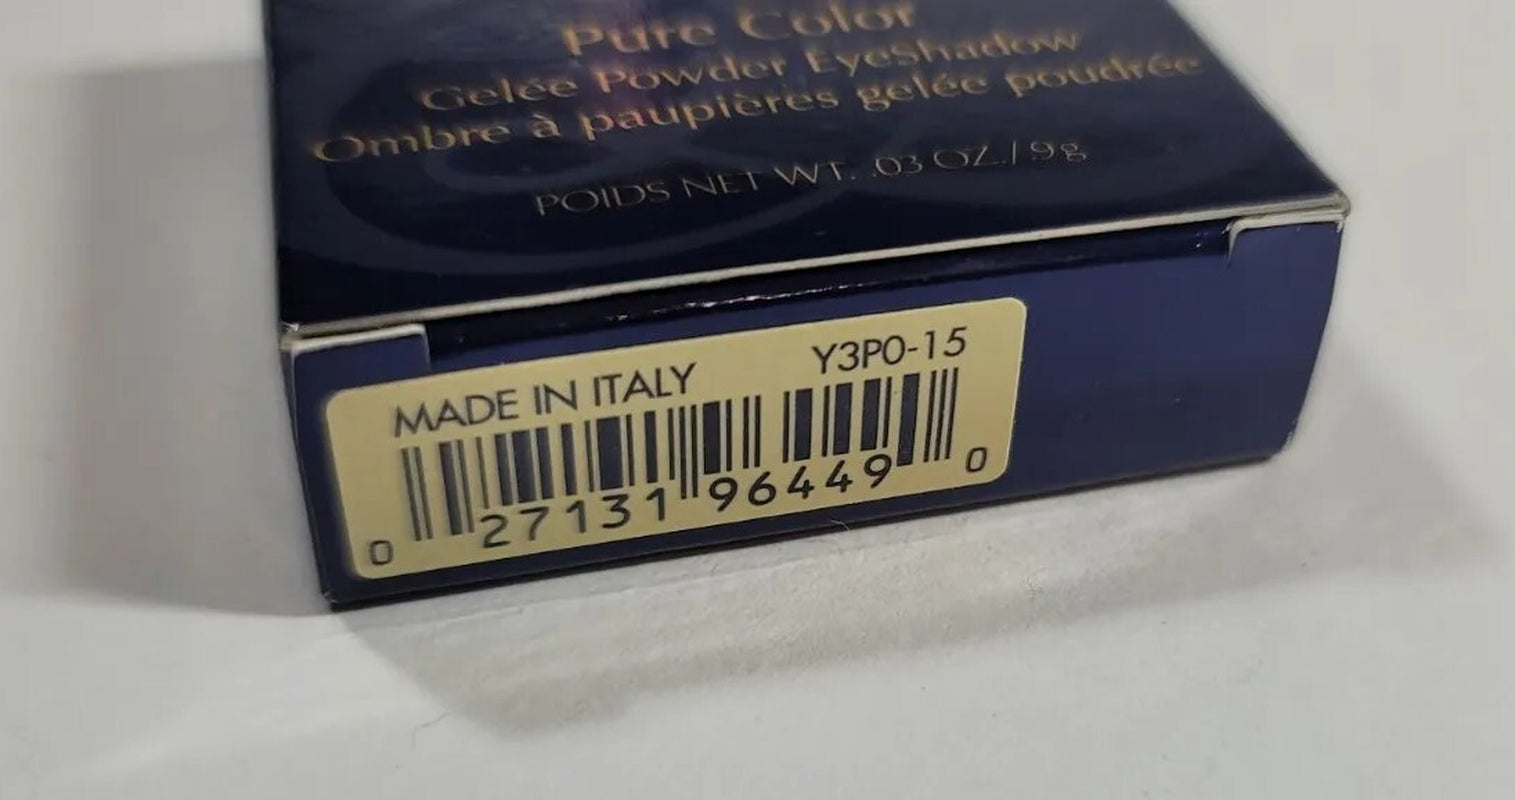 Pure Color
Gelée Powder EyeShadow
Ombre à paupières gelée poudrée
POIDS NET WT. .03 OZ./.9g
MADE IN ITALY Y3P0-15
0 27131 96449 0